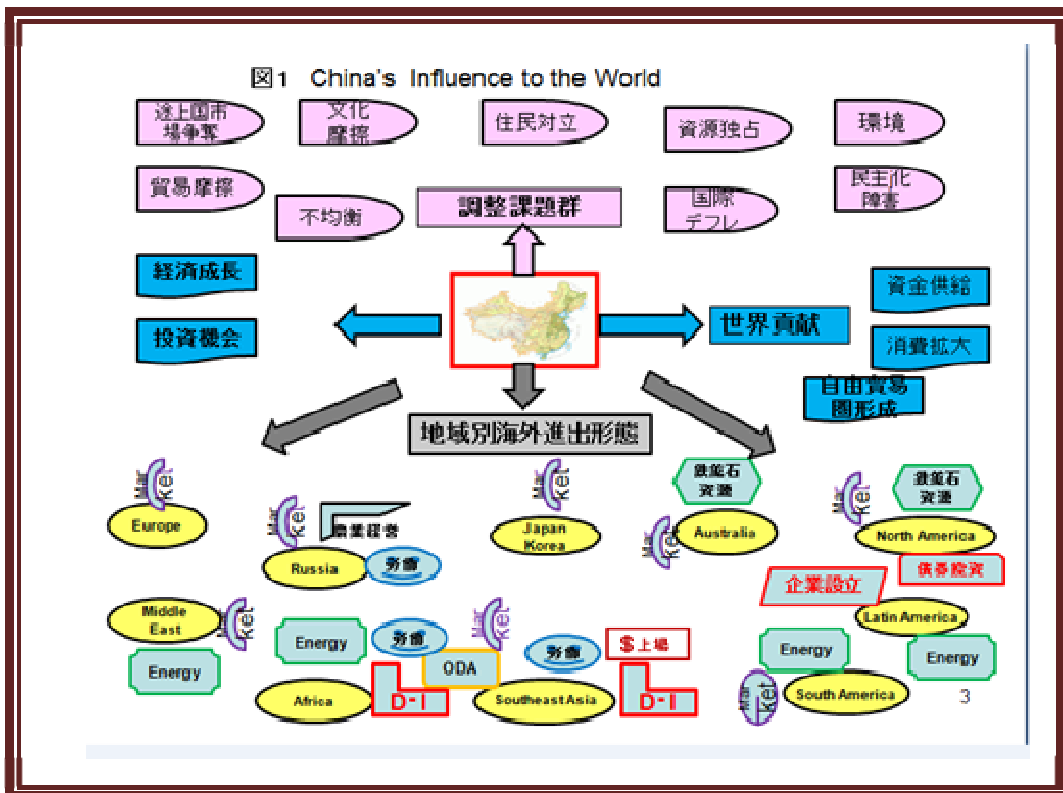 図1 China's Influence to the World
途上国市
場争奪
文化
摩擦
住民対立
資源独占
環境
貿易摩擦
不均衡
調整課題群
国際
デフレ
民主化
障害
経済成長
投資機会
世界貢献
資金供給
消費拡大
自由貿易
圏形成
地域別海外進出形態
Market
Europe
Market
農業経営
Russia
労働
Market
Japan
Korea
鉄鉱石
資源
Market
Australia
Market
鉄鉱石
資源
North America
企業設立
債券投資
Latin America
Middle
East
Market
Energy
Energy
労働
Market
ODA
労働
$上場
Africa
D-I
Southeast Asia
D-I
Energy
Energy
Market
South America
3